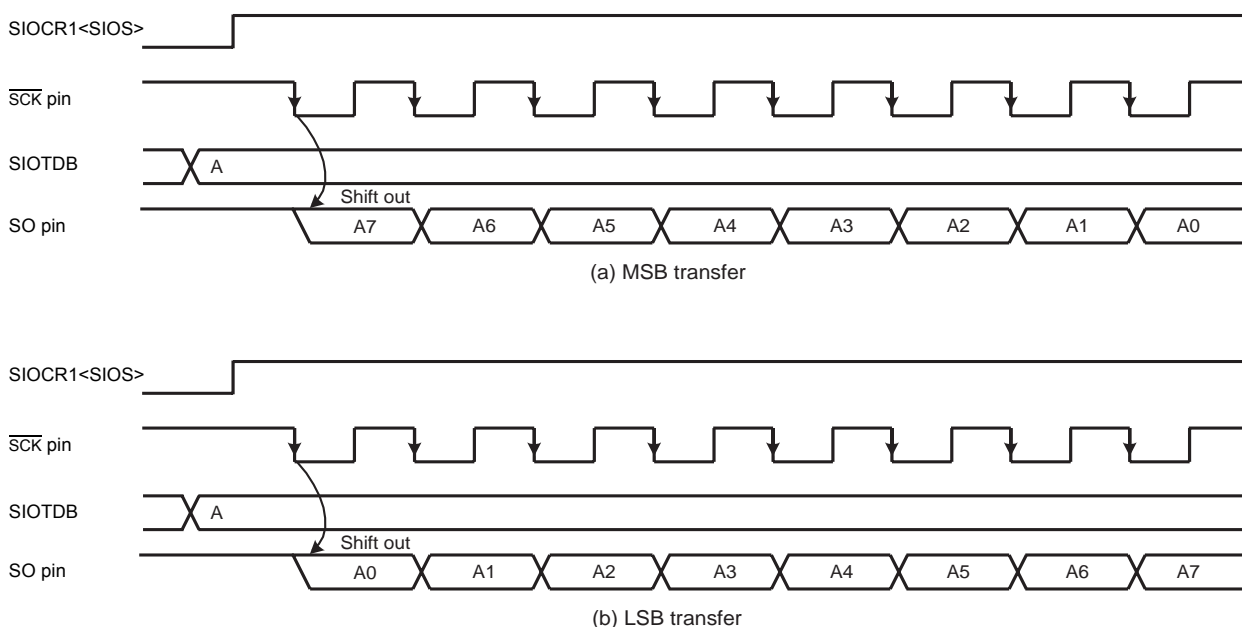 SIOCR1<SIOS>
SCK pin
SIOTDB
A
Shift out
SO pin
A7 A6 A5 A4 A3 A2 A1 A0
(a) MSB transfer
SIOCR1<SIOS>
SCK pin
SIOTDB
A
Shift out
SO pin
A0 A1 A2 A3 A4 A5 A6 A7
(b) LSB transfer